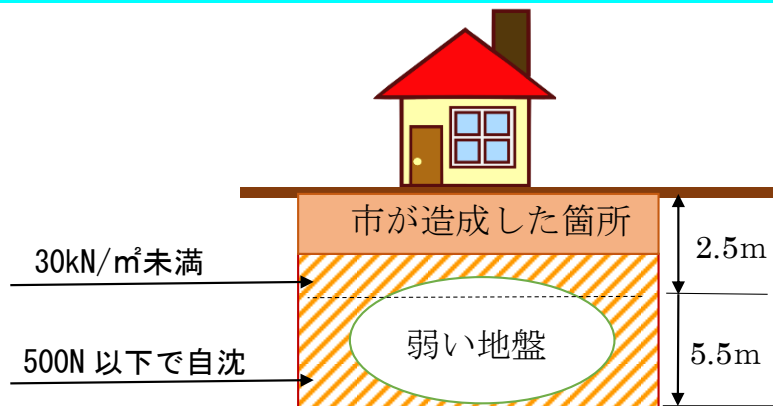 市が造成した箇所
2.5m
30kN/㎡未満
弱い地盤
5.5m
500N 以下で自沈